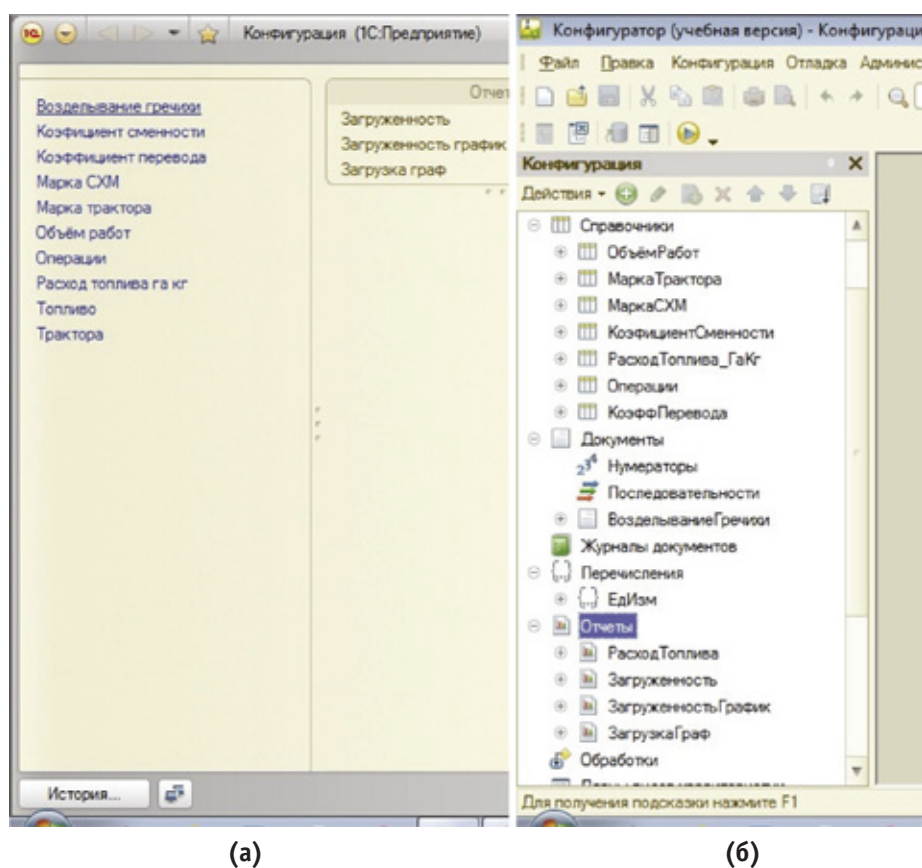 Конфигурация (1С:Предприятие)
Возделывание гречихи
Коэфициент сменности
Коэффициент перевода
Марка СХМ
Марка трактора
Объём работ
Операции
Расход топлива га кг
Топливо
Трактора
Отчет
Загруженность
Загруженность график
Загрузка граф
История...
(а)
Конфигуратор (учебная версия) - Конфигураци
Файл Правка Конфигурация Отладка Админис
Конфигурация
Действия
Справочники
ОбъёмРабот
МаркаТрактора
МаркаСХМ
КоэфициентСменности
РасходТоплива_ГаКг
Операции
КоэффПеревода
Документы
Нумераторы
Последовательности
ВозделываниеГречихи
Журналы документов
Перечисления
ЕдИзм
Отчеты
РасходТоплива
Загруженность
ЗагруженностьГрафик
ЗагрузкаГраф
Обработки
Для получения подсказки нажмите F1
(б)